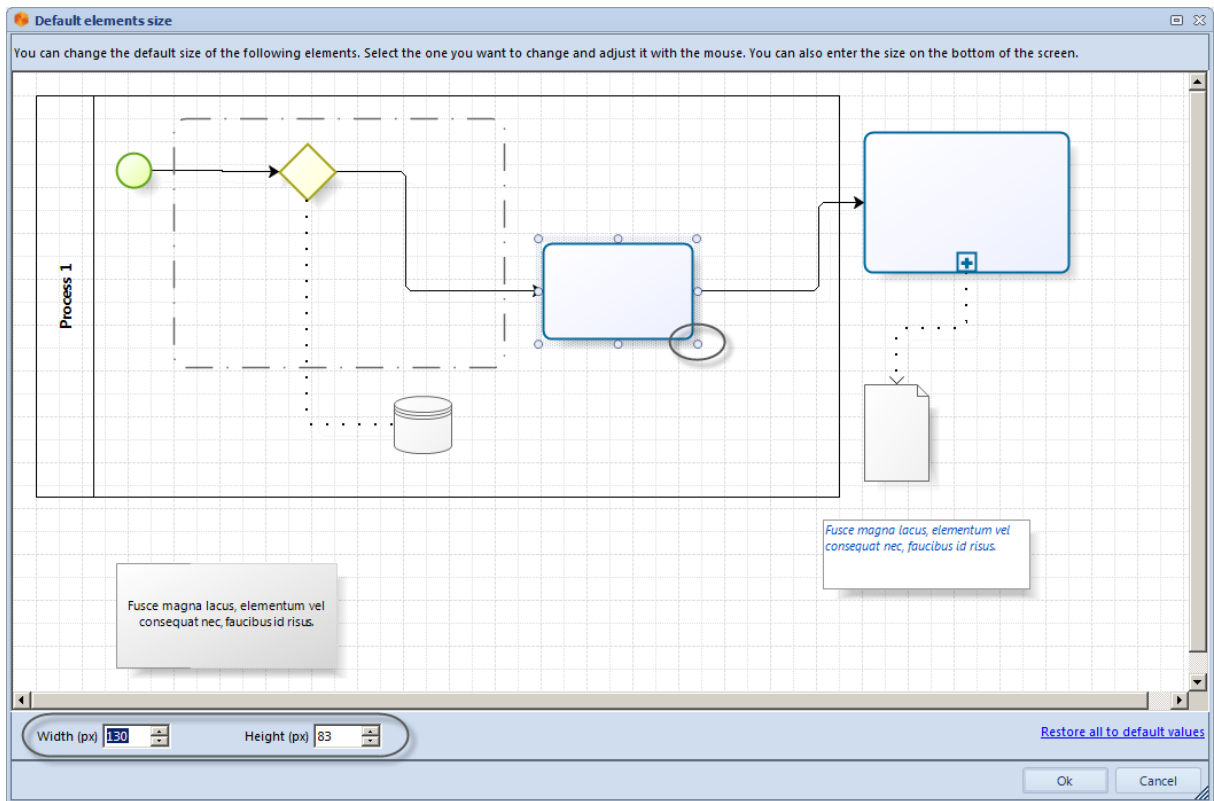 Default elements size
You can change the default size of the following elements. Select the one you want to change and adjust it with the mouse. You can also enter the size on the bottom of the screen.
Process 1
Fusce magna lacus, elementum vel
consequat nec, faucibus id risus.
Fusce magna lacus, elementum vel
consequat nec, faucibus id risus.
Width (px) 130 Height (px) 83 Restore all to default values
Ok Cancel